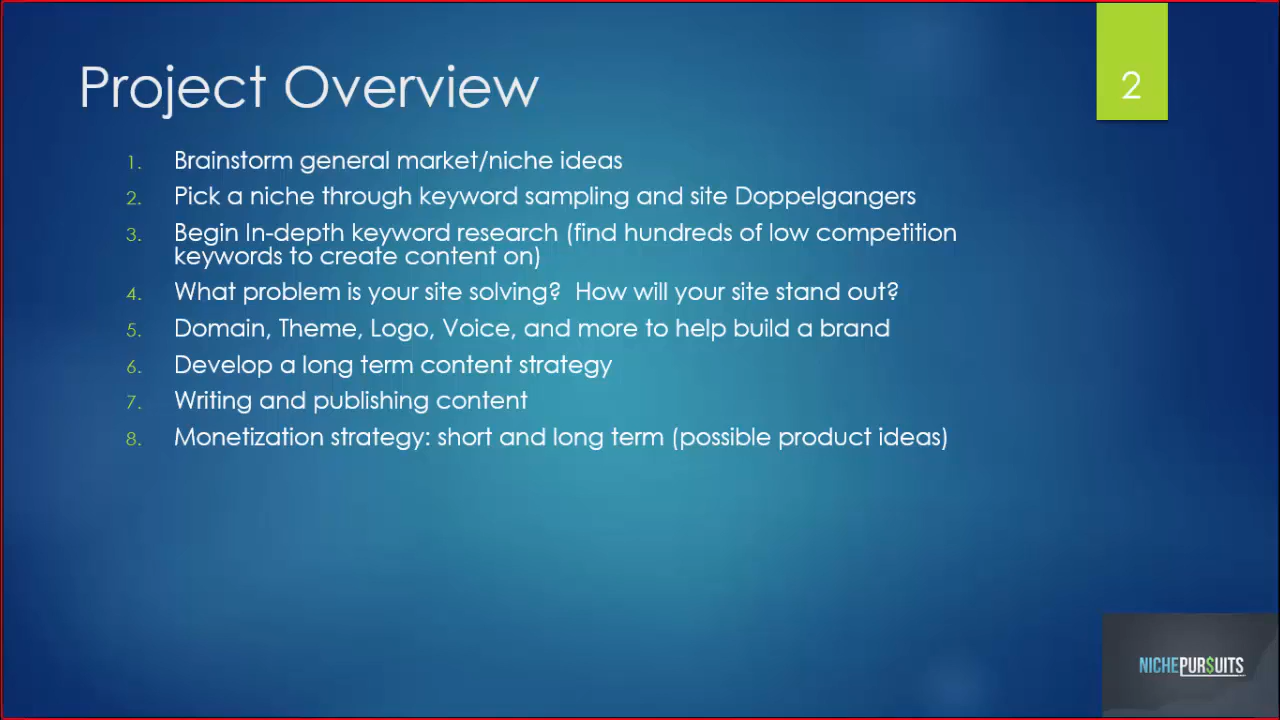 Project Overview
2
1. Brainstorm general market/niche ideas
2. Pick a niche through keyword sampling and site Doppelgangers
3. Begin In-depth keyword research (find hundreds of low competition
keywords to create content on)
4. What problem is your site solving?  How will your site stand out?
5. Domain, Theme, Logo, Voice, and more to help build a brand
6. Develop a long term content strategy
7. Writing and publishing content
8. Monetization strategy: short and long term (possible product ideas)
NICHEPUR$UITS